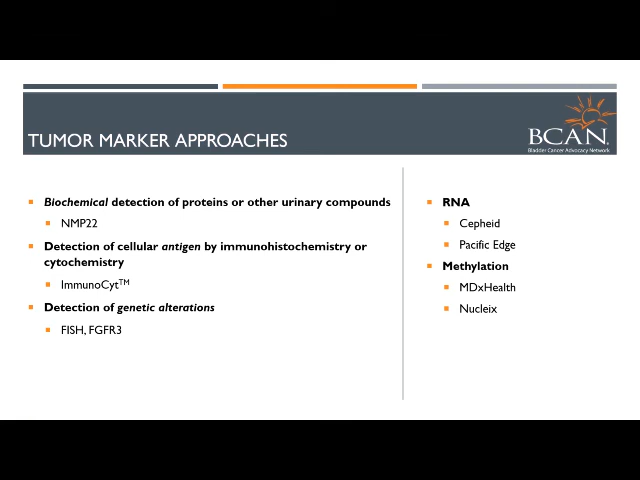 TUMOR MARKER APPROACHES
BCAN
Bladder Cancer Advocacy Network
Biochemical detection of proteins or other urinary compounds
NMP22
Detection of cellular antigen by immunohistochemistry or
cytochemistry
ImmunoCyt™
Detection of genetic alterations
FISH, FGFR3
RNA
Cepheid
Pacific Edge
Methylation
MDxHealth
Nucleix